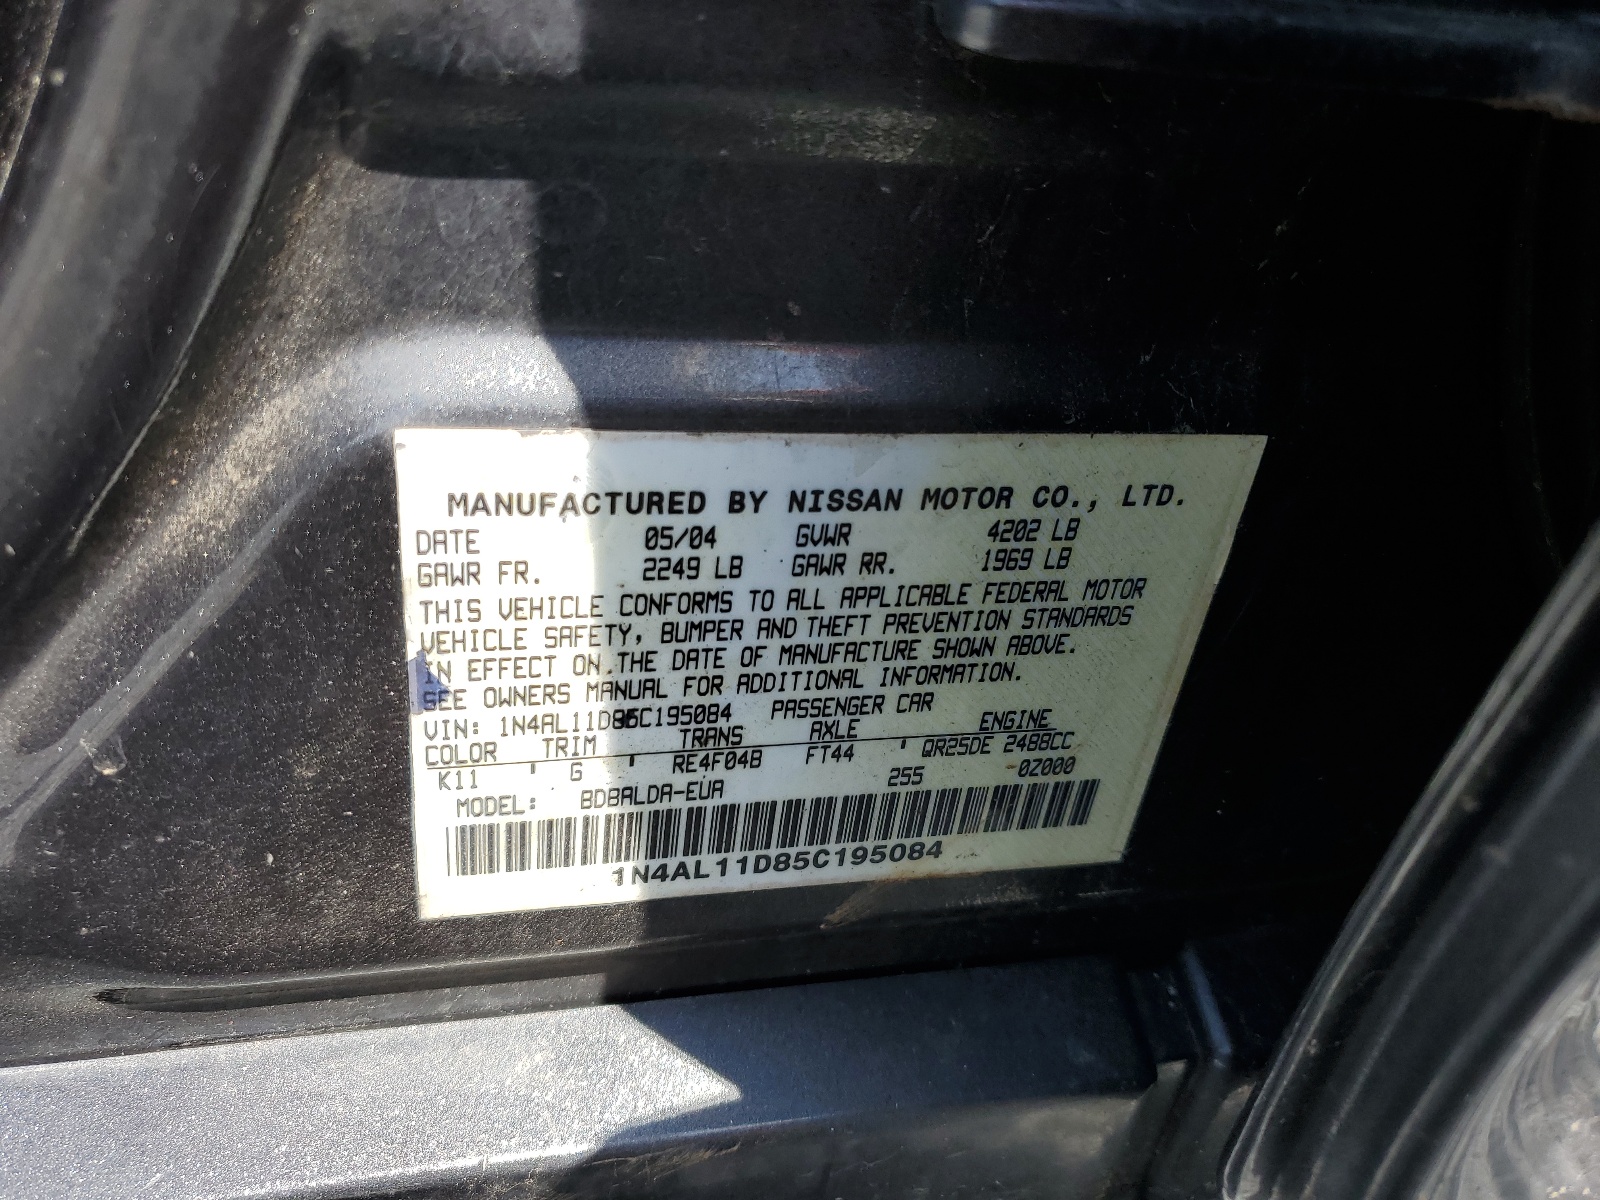 MANUFACTURED BY NISSAN MOTOR CO., LTD.
DATE 05/04 GVWR 4202 LB
GAWR FR. 2249 LB GAWR RR. 1969 LB
THIS VEHICLE CONFORMS TO ALL APPLICABLE FEDERAL MOTOR
VEHICLE SAFETY, BUMPER AND THEFT PREVENTION STANDARDS
IN EFFECT ON THE DATE OF MANUFACTURE SHOWN ABOVE.
SEE OWNERS MANUAL FOR ADDITIONAL INFORMATION.
VIN: 1N4AL11D85C195084 PASSENGER CAR
COLOR TRIM TRANS AXLE ENGINE
K11 ' G ' RE4F04B FT44 ' QR25DE 2488CC
MODEL: BDBALDA-EUA 255 0Z000
1N4AL11D85C195084